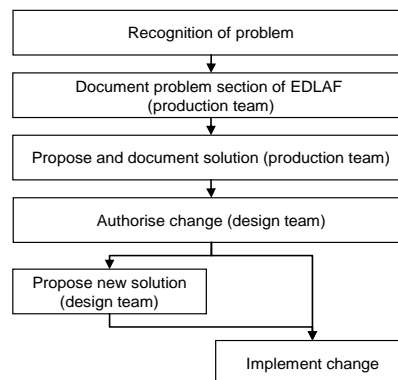 Recognition of problem
Document problem section of EDLAF
(production team)
Propose and document solution (production team)
Authorise change (design team)
Propose new solution
(design team)
Implement change